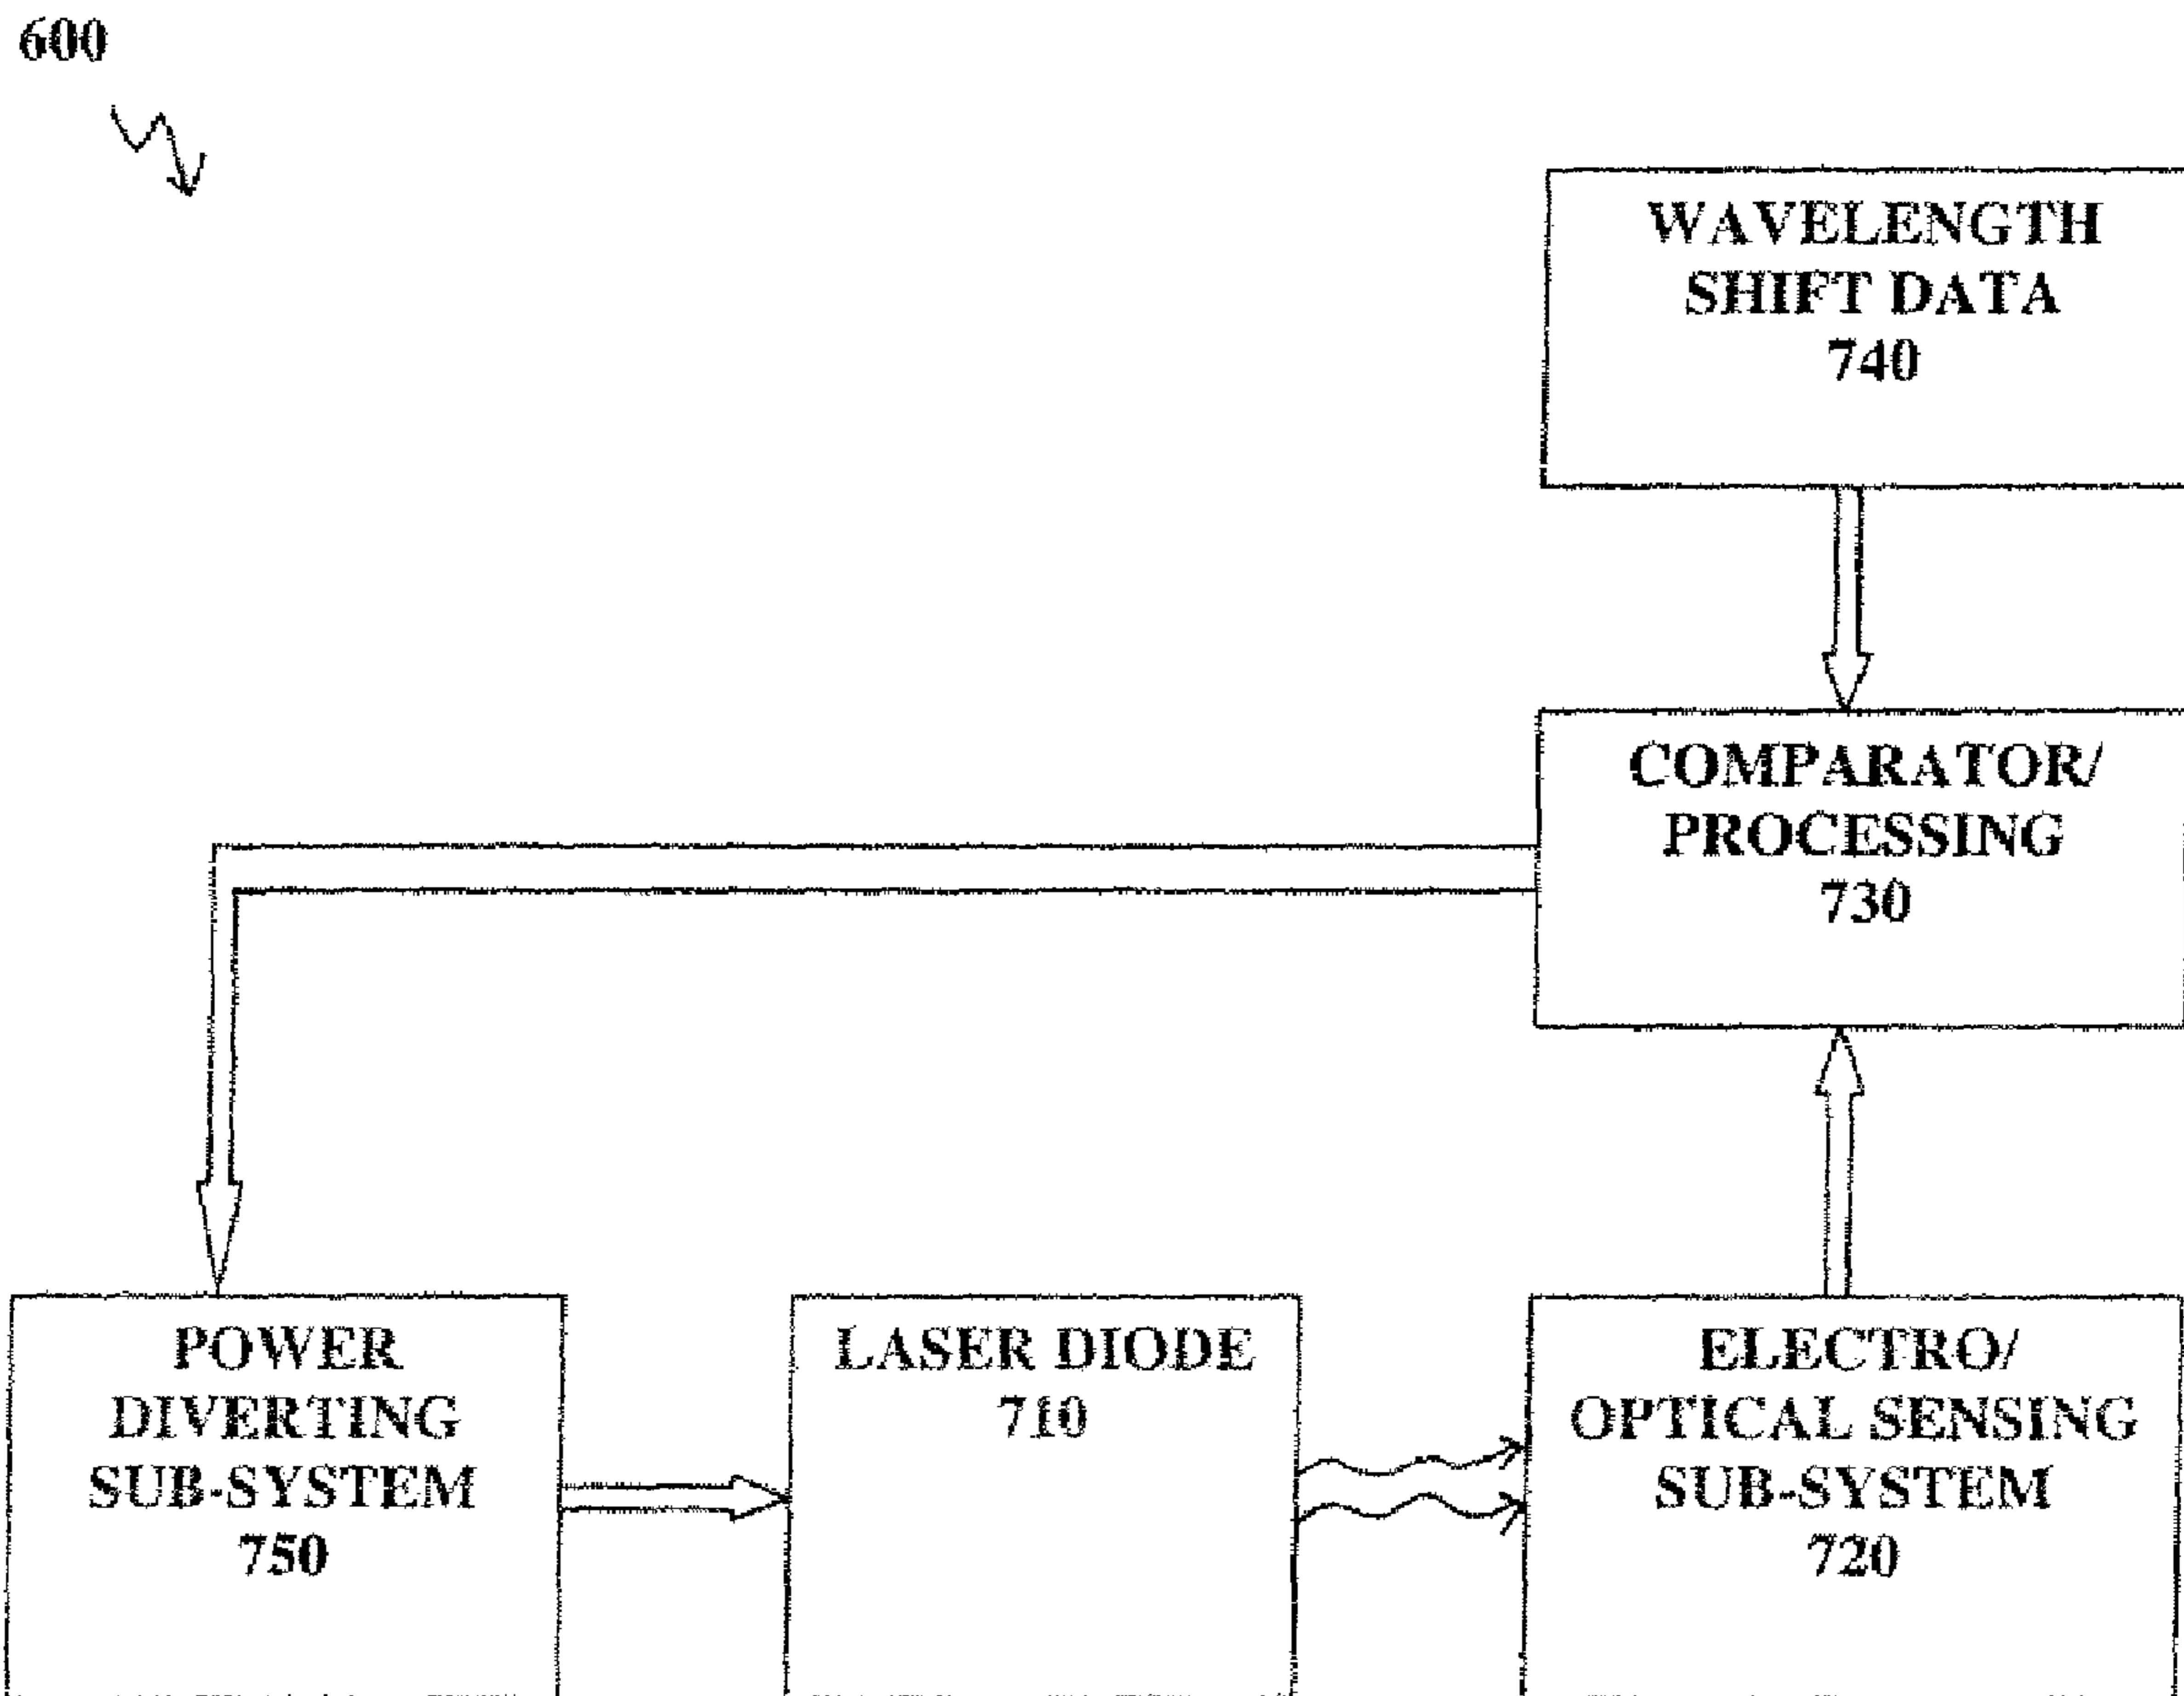 600
WAVELENGTH
SHIFT DATA
740
COMPARATOR/
PROCESSING
730
POWER
DIVERTING
SUB-SYSTEM
750
LASER DIODE
710
ELECTRO/
OPTICAL SENSING
SUB-SYSTEM
720